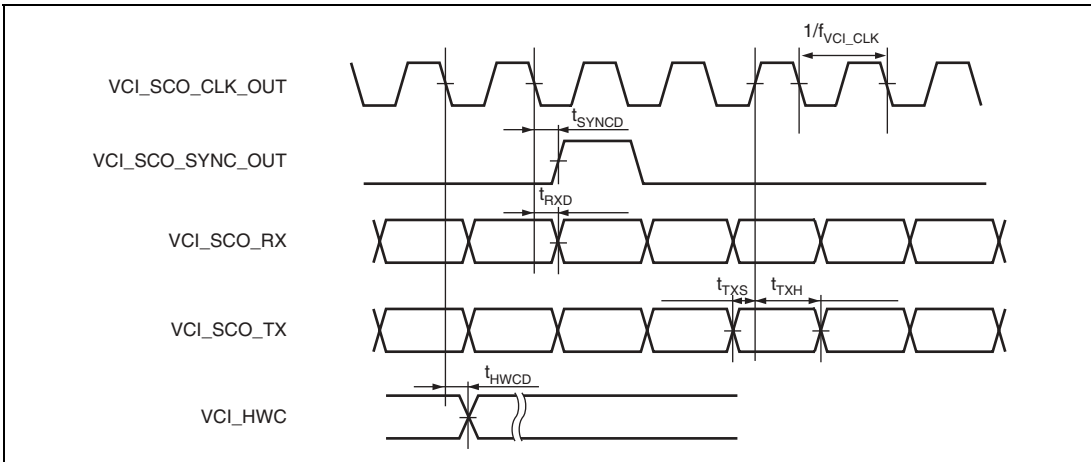 1/fVCI_CLK
VCI_SCO_CLK_OUT
tSYNCD
VCI_SCO_SYNC_OUT
tRXD
VCI_SCO_RX
tTXS tTXH
VCI_SCO_TX
tHWCD
VCI_HWC